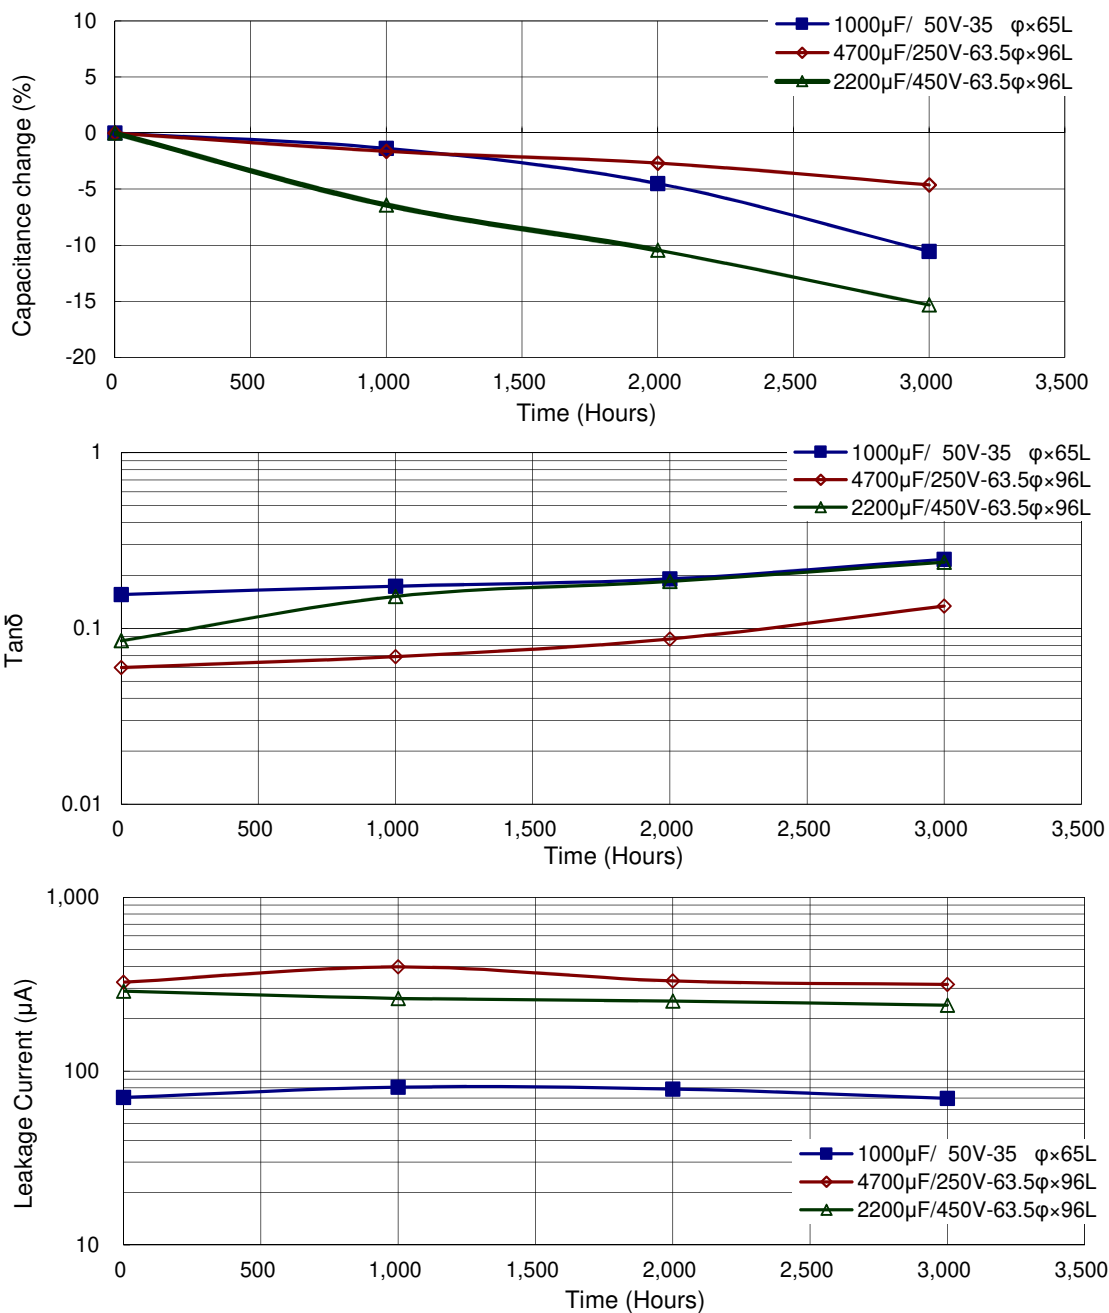 10
5
0
-5
-10
-15
-20
Capacitance change (%)
1000μF/ 50V-35 φ×65L
4700μF/250V-63.5φ×96L
2200μF/450V-63.5φ×96L
0 500 1,000 1,500 2,000 2,500 3,000 3,500
Time (Hours)
1
0.1
0.01
Tanδ
1000μF/ 50V-35 φ×65L
4700μF/250V-63.5φ×96L
2200μF/450V-63.5φ×96L
0 500 1,000 1,500 2,000 2,500 3,000 3,500
Time (Hours)
1,000
100
10
Leakage Current (μA)
1000μF/ 50V-35 φ×65L
4700μF/250V-63.5φ×96L
2200μF/450V-63.5φ×96L
0 500 1,000 1,500 2,000 2,500 3,000 3,500
Time (Hours)